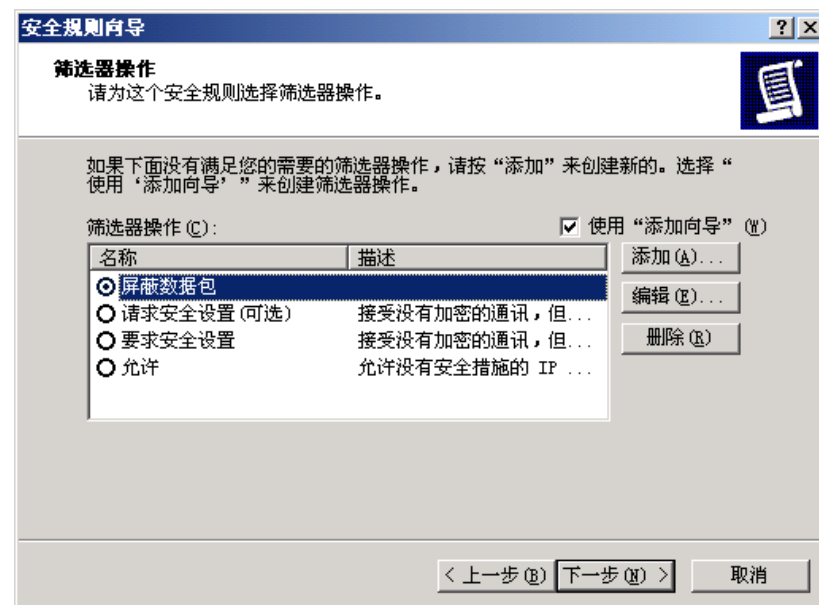 安全规则向导
筛选器操作
请为这个安全规则选择筛选器操作。
如果下面没有满足您的需要的筛选器操作，请按“添加”来创建新的。选择“
使用‘添加向导’”来创建筛选器操作。
筛选器操作(C):
使用“添加向导”(W)
名称 描述
屏蔽数据包
请求安全设置(可选) 接受没有加密的通讯，但...
要求安全设置 接受没有加密的通讯，但...
允许 允许没有安全措施的 IP ...
添加(A)...
编辑(E)...
删除(R)
< 上一步(B) 下一步(N) > 取消